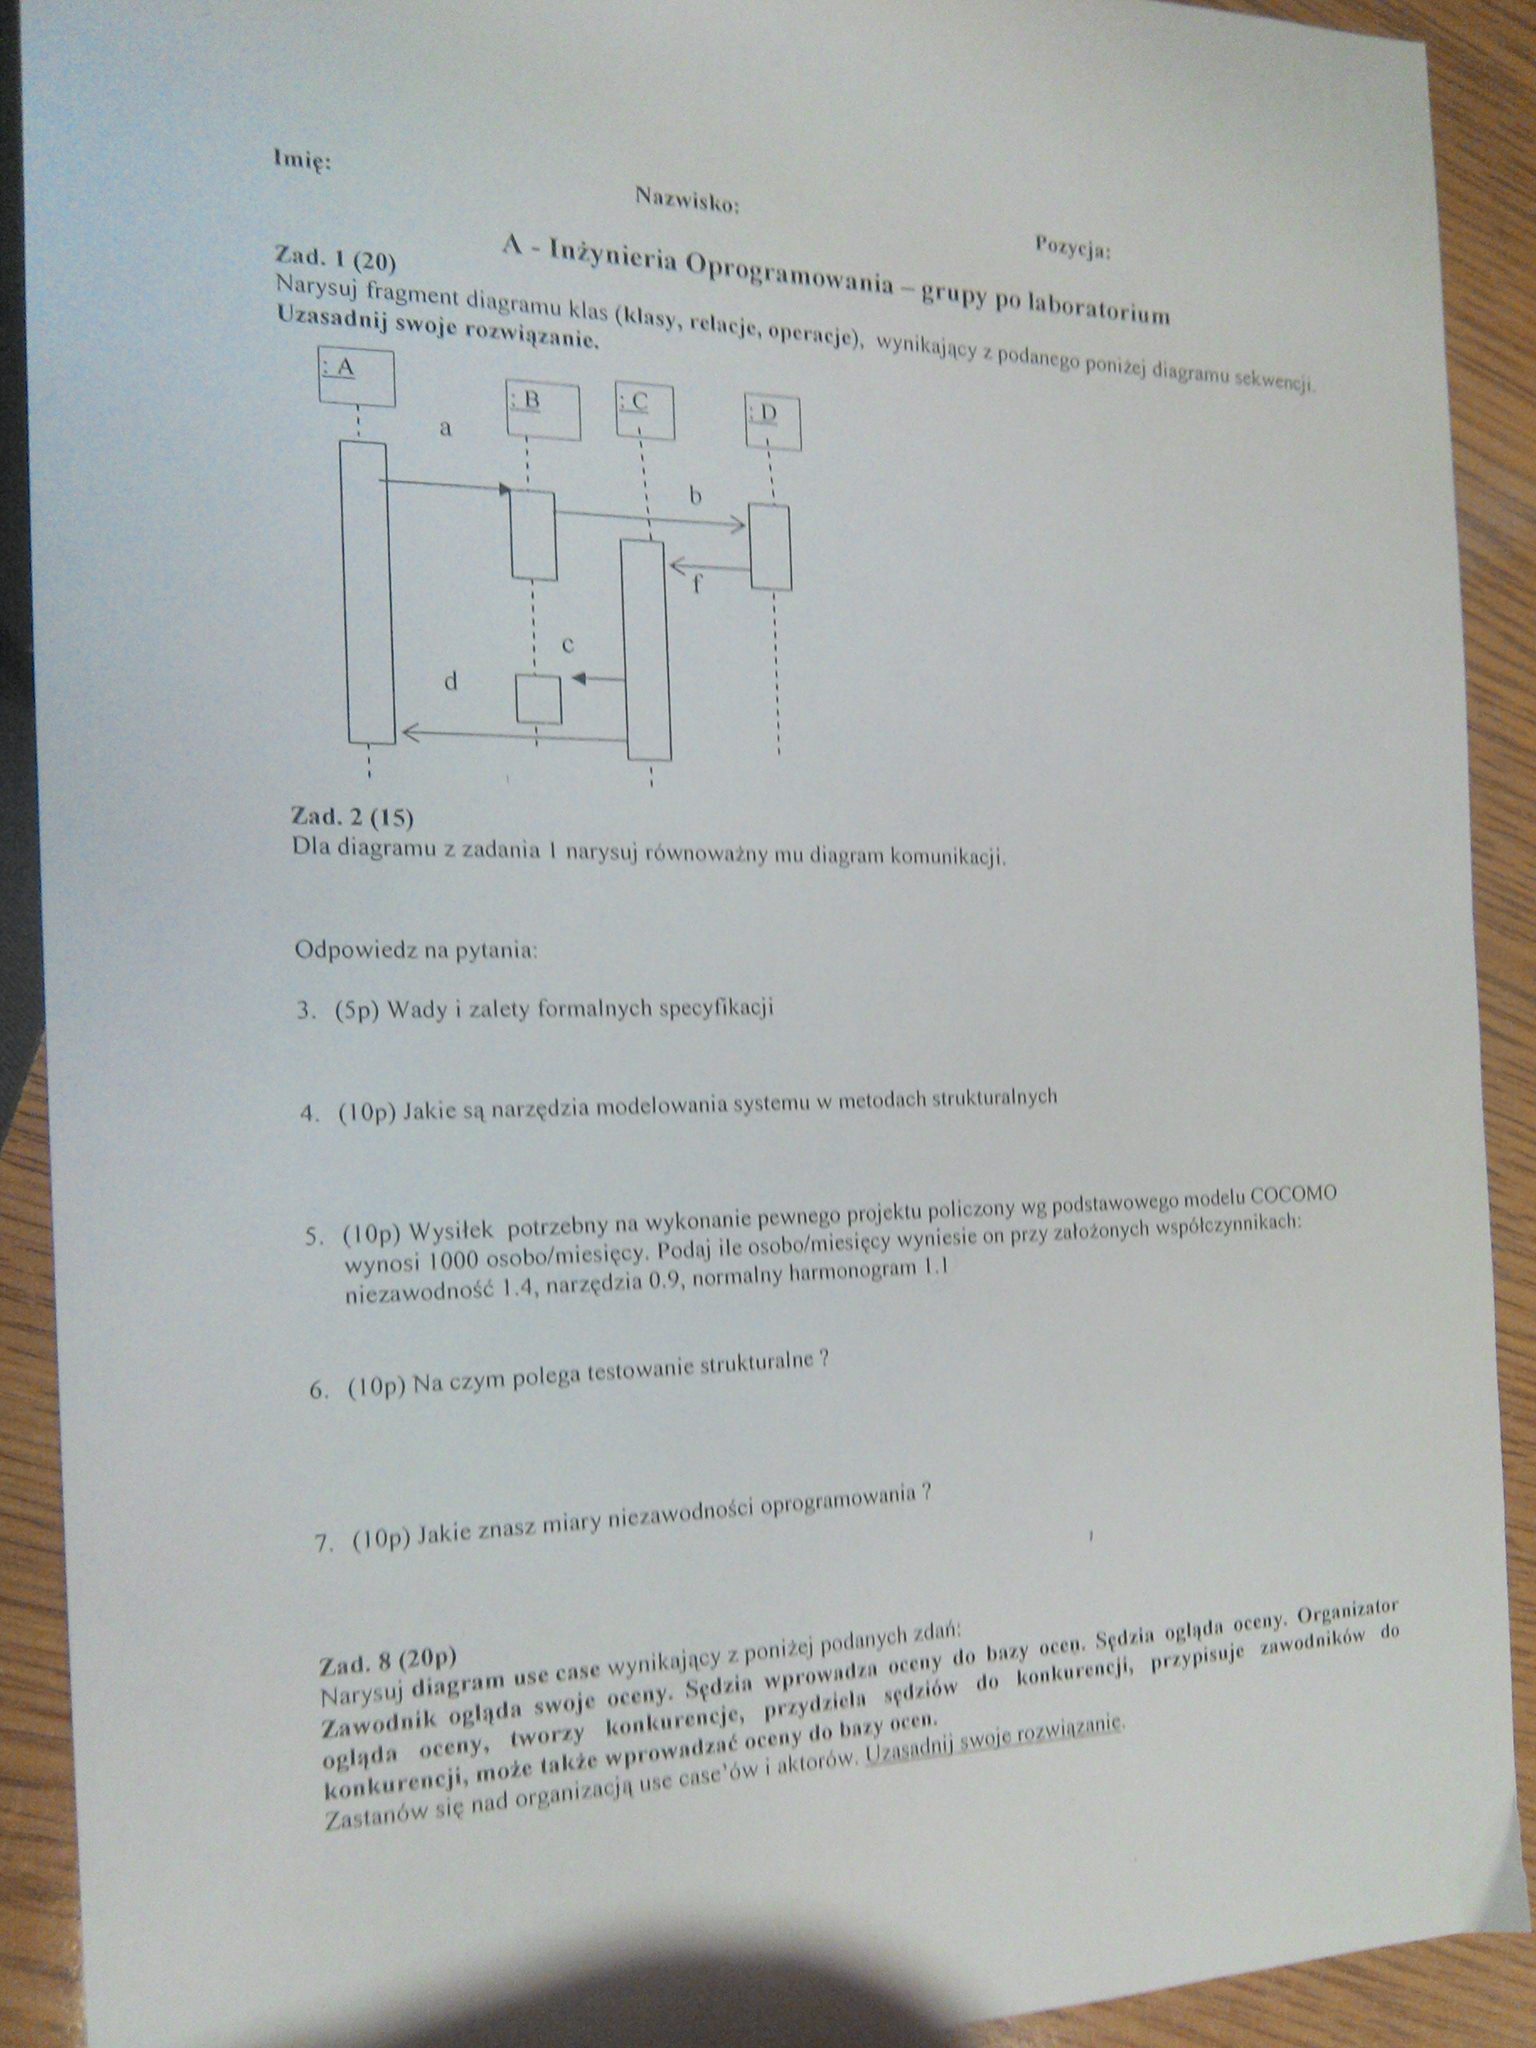 Imię:
Nazwisko:
Pozycja:
A - Inżynieria Oprogramowania – grupy po laboratorium
Zad. 1 (20)
Narysuj fragment diagramu klas (klasy, relacje, operacje), wynikający z podanego poniżej diagramu sekwencji.
Uzasadnij swoje rozwiązanie.
: A
: B
: C
: D
a
b
f
c
d
Zad. 2 (15)
Dla diagramu z zadania 1 narysuj równoważny mu diagram komunikacji.
Odpowiedz na pytania:
3. (5p) Wady i zalety formalnych specyfikacji
4. (10p) Jakie są narzędzia modelowania systemu w metodach strukturalnych
5. (10p) Wysiłek potrzebny na wykonanie pewnego projektu policzony wg podstawowego modelu COCOMO
wynosi 1000 osobo/miesięcy. Podaj ile osobo/miesięcy wyniesie on przy założonych współczynnikach:
niezawodność 1.4, narzędzia 0.9, normalny harmonogram 1.1
6. (10p) Na czym polega testowanie strukturalne ?
7. (10p) Jakie znasz miary niezawodności oprogramowania ?
Zad. 8 (20p)
Narysuj diagram use case wynikający z poniżej podanych zdań:
Zawodnik ogląda swoje oceny. Sędzia wprowadza oceny do bazy ocen. Sędzia ogląda oceny. Organizator
ogląda oceny, tworzy konkurencje, przydziela sędziów do konkurencji, przypisuje zawodników do
konkurencji, może także wprowadzać oceny do bazy ocen.
Zastanów się nad organizacją use case'ów i aktorów. Uzasadnij swoje rozwiązanie.